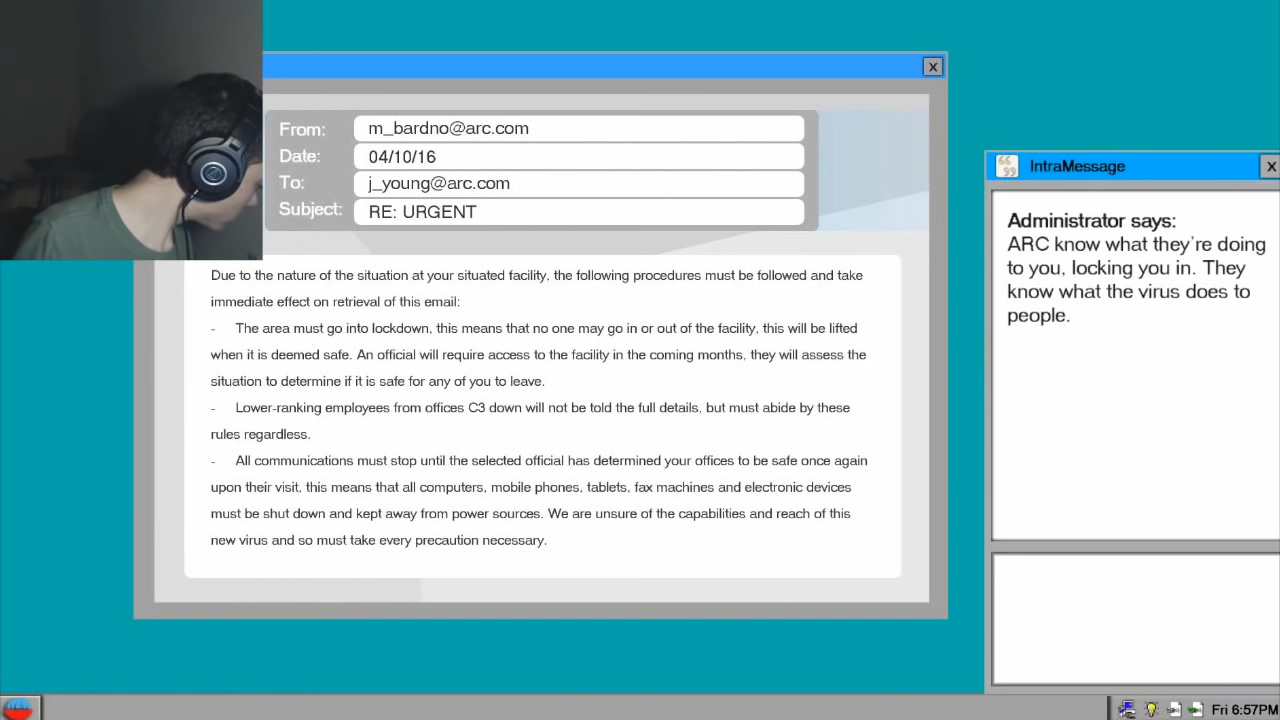 X
From: m_bardno@arc.com
Date: 04/10/16
To: j_young@arc.com
Subject: RE: URGENT
Due to the nature of the situation at your situated facility, the following procedures must be followed and take
immediate effect on retrieval of this email:
- The area must go into lockdown, this means that no one may go in or out of the facility, this will be lifted
when it is deemed safe. An official will require access to the facility in the coming months, they will assess the
situation to determine if it is safe for any of you to leave.
- Lower-ranking employees from offices C3 down will not be told the full details, but must abide by these
rules regardless.
- All communications must stop until the selected official has determined your offices to be safe once again
upon their visit, this means that all computers, mobile phones, tablets, fax machines and electronic devices
must be shut down and kept away from power sources. We are unsure of the capabilities and reach of this
new virus and so must take every precaution necessary.
IntraMessage X
Administrator says:
ARC know what they're doing
to you, locking you in. They
know what the virus does to
people.
Fri 6:57PM